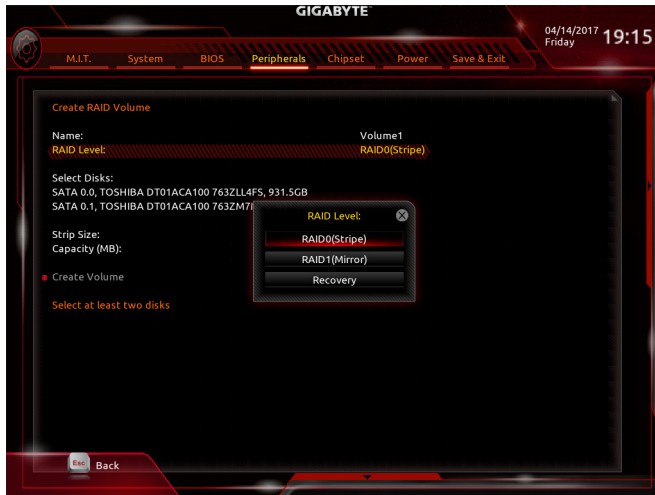 GIGABYTE™
04/14/2017 19:15
Friday
M.I.T. System BIOS Peripherals Chipset Power Save & Exit
Create RAID Volume
Name: Volume1
RAID Level: RAID0(Stripe)
Select Disks:
SATA 0.0, TOSHIBA DT01ACA100 763ZLL4FS, 931.5GB
SATA 0.1, TOSHIBA DT01ACA100 763ZM7
RAID Level:
RAID0(Stripe)
RAID1(Mirror)
Recovery
Strip Size:
Capacity (MB):
Create Volume
Select at least two disks
Esc Back